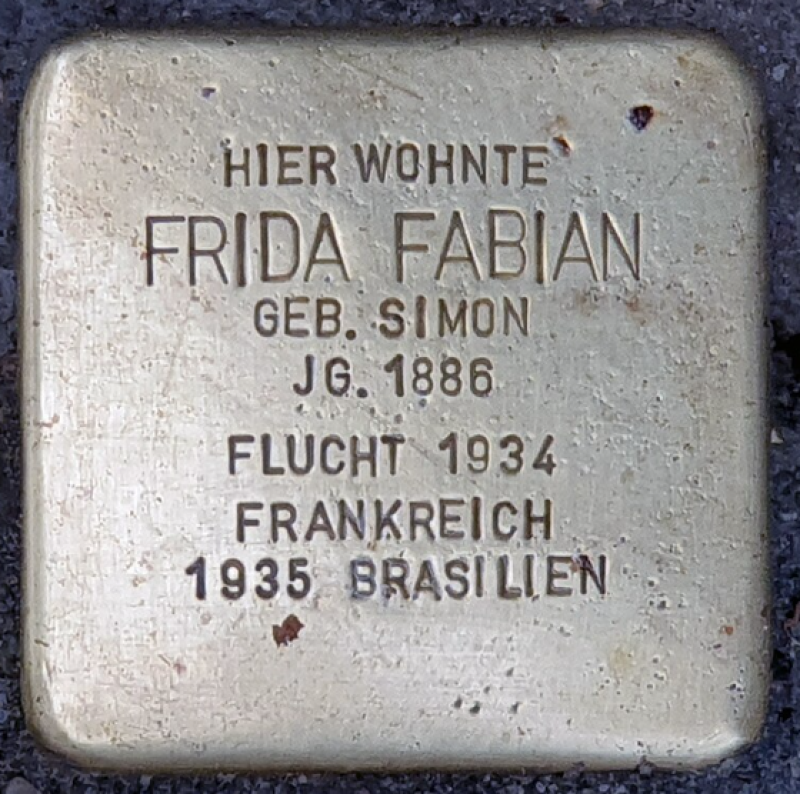 HIER WOHNTE
FRIDA FABIAN
GEB. SIMON
JG. 1886
FLUCHT 1934
FRANKREICH
1935 BRASILIEN